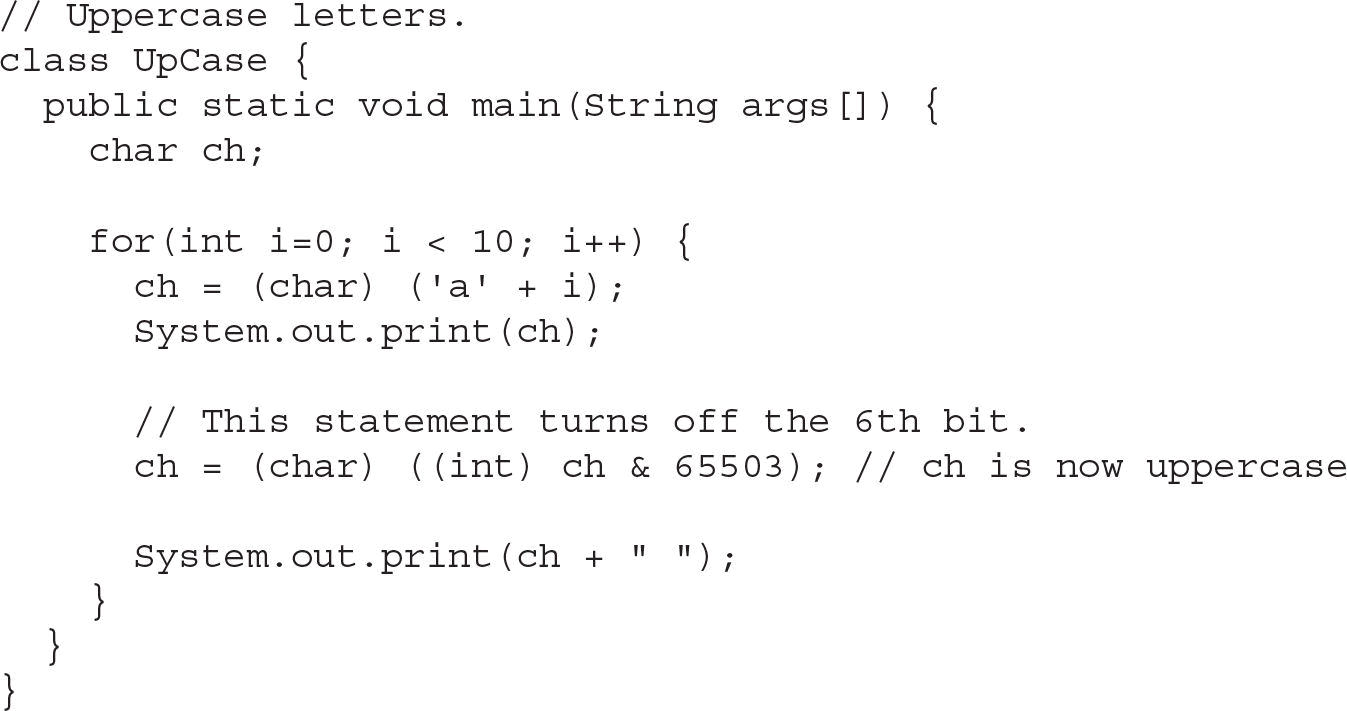 // Uppercase letters.
class UpCase {
  public static void main(String args[]) {
    char ch;

    for(int i=0; i < 10; i++) {
      ch = (char) ('a' + i);
      System.out.print(ch);

      // This statement turns off the 6th bit.
      ch = (char) ((int) ch & 65503); // ch is now uppercase

      System.out.print(ch + " ");
    }
  }
}